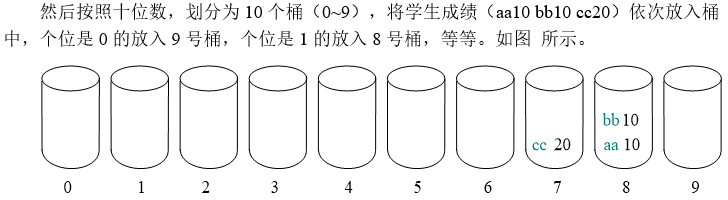 然后按照十位数，划分为 10 个桶（0~9），将学生成绩（aa10 bb10 cc20）依次放入桶
中，个位是 0 的放入 9 号桶，个位是 1 的放入 8 号桶，等等。如图 所示。
bb 10
cc 20 aa 10
0 1 2 3 4 5 6 7 8 9